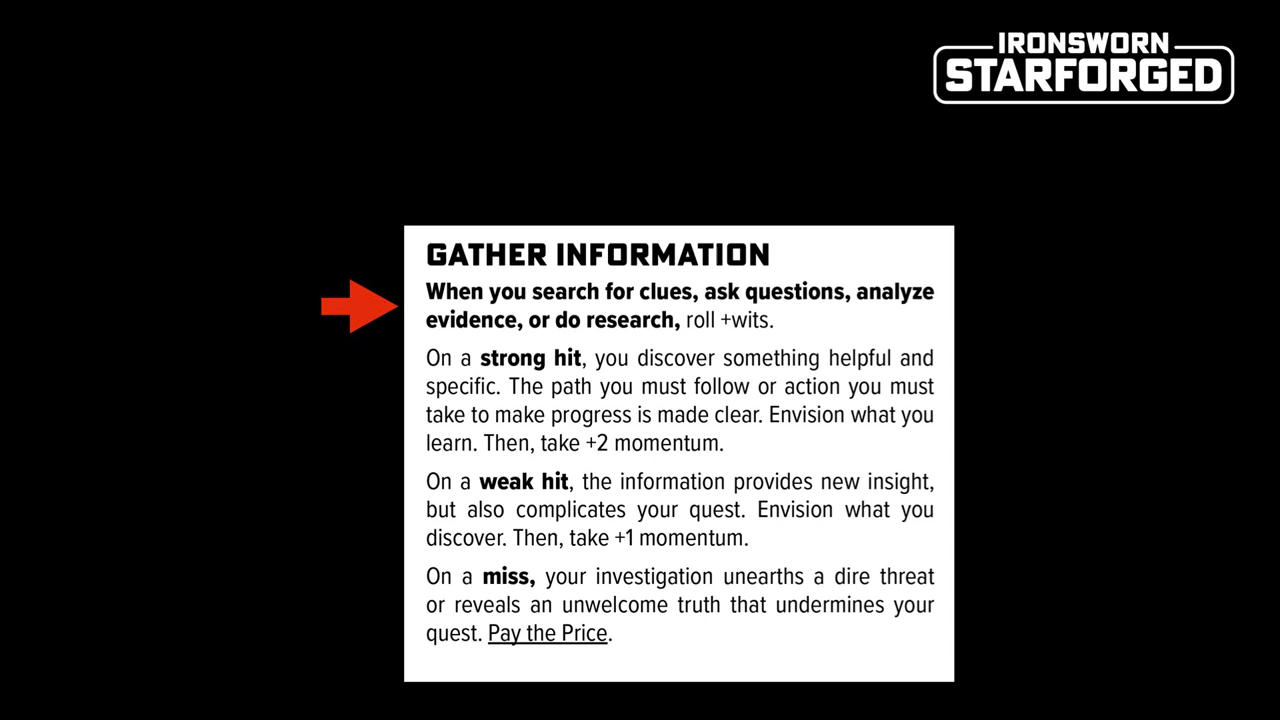 IRONSWORN
STARFORGED
GATHER INFORMATION
When you search for clues, ask questions, analyze
evidence, or do research, roll +wits.
On a strong hit, you discover something helpful and
specific. The path you must follow or action you must
take to make progress is made clear. Envision what you
learn. Then, take +2 momentum.
On a weak hit, the information provides new insight,
but also complicates your quest. Envision what you
discover. Then, take +1 momentum.
On a miss, your investigation unearths a dire threat
or reveals an unwelcome truth that undermines your
quest. Pay the Price.